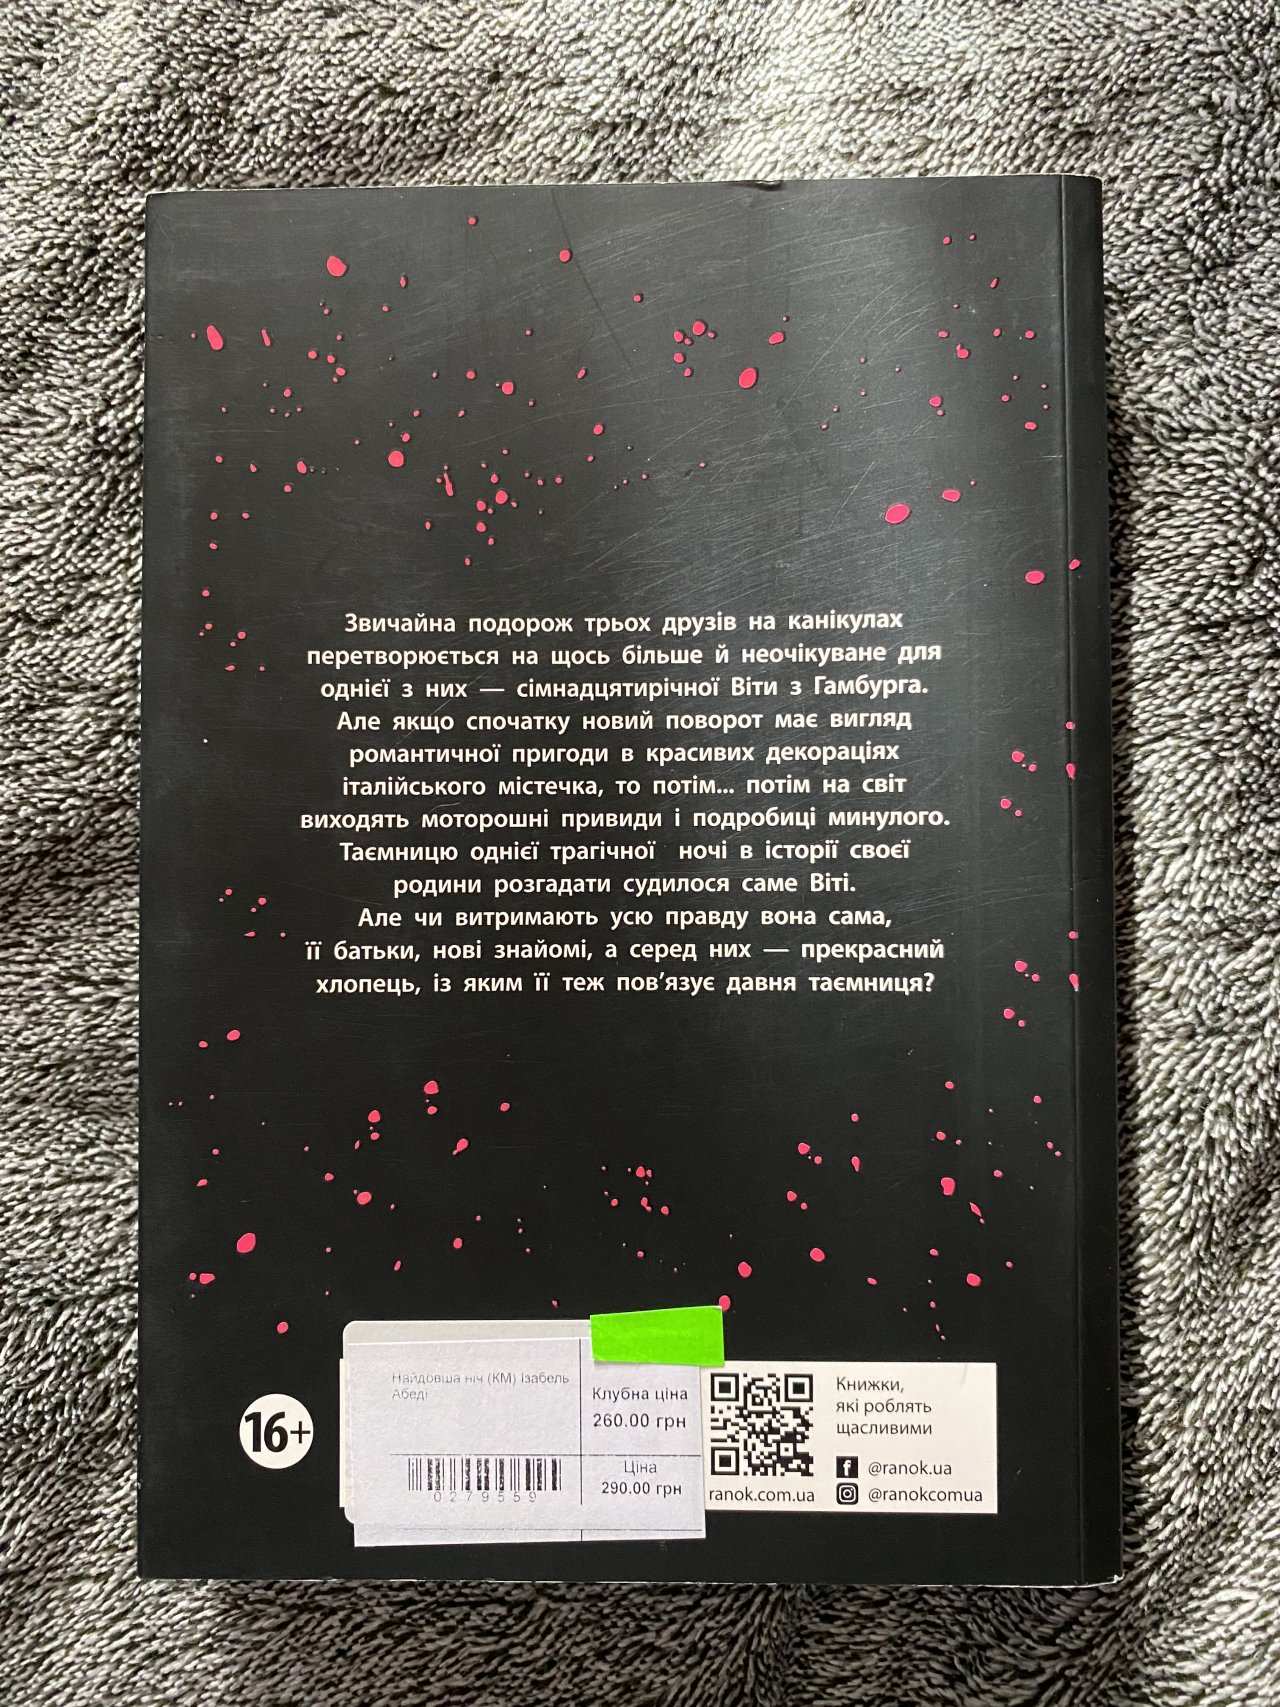 Звичайна подорож трьох друзів на канікулах
перетворюється на щось більше й неочікуване для
однієї з них — сімнадцятирічної Віти з Гамбурга.
Але якщо спочатку новий поворот має вигляд
романтичної пригоди в красивих декораціях
італійського містечка, то потім... потім на світ
виходять моторошні привиди і подробиці минулого.
Таємницю однієї трагічної ночі в історії своєї
родини розгадати судилося саме Віті.
Але чи витримають усю правду вона сама,
її батьки, нові знайомі, а серед них — прекрасний
хлопець, із яким її теж пов’язує давня таємниця?
16+
Найдовша ніч (КМ) Ізабель
Абеді
0279559
Клубна ціна
260.00 грн
Ціна
290.00 грн
ranok.com.ua
Книжки,
які роблять
щасливими
@ranok.ua
@ranokcomua